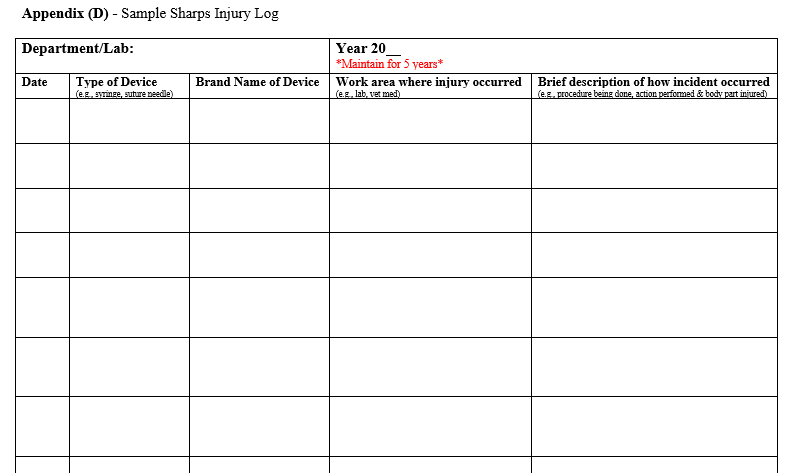 Appendix (D) - Sample Sharps Injury Log
Department/Lab:
Year 20__
*Maintain for 5 years*
Date
Type of Device
(e.g., syringe, suture needle)
Brand Name of Device
Work area where injury occurred
(e.g., lab, vet med)
Brief description of how incident occurred
(e.g., procedure being done, action performed & body part injured)